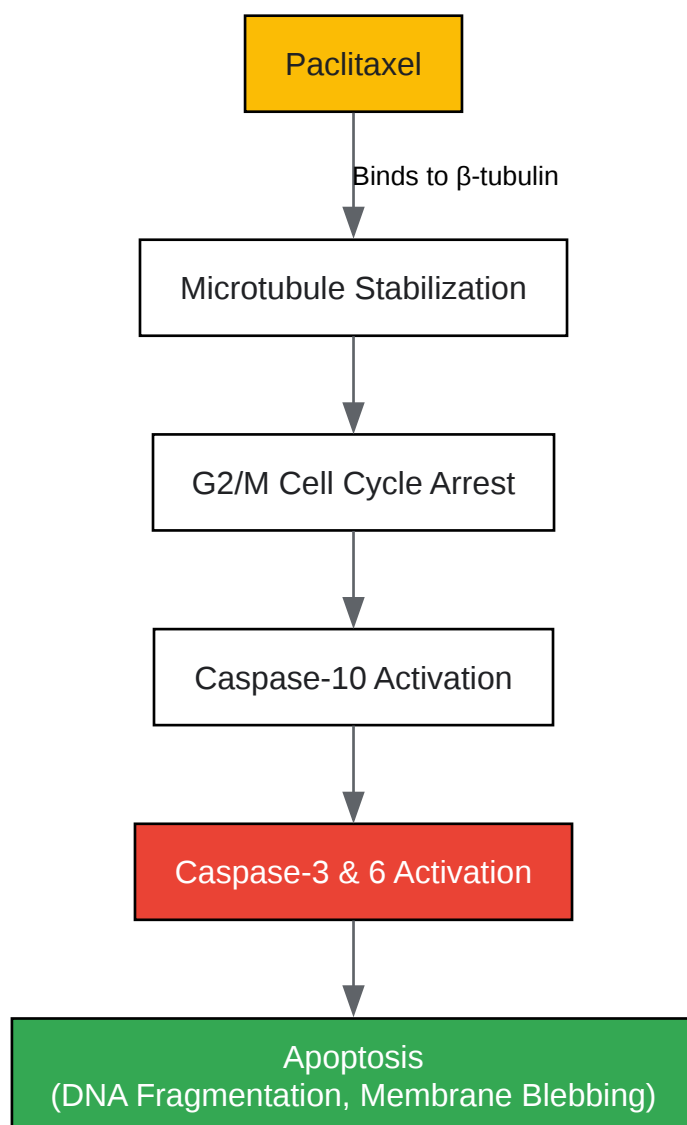 Paclitaxel
Binds to β-tubulin
Microtubule Stabilization
G2/M Cell Cycle Arrest
Caspase-10 Activation
Caspase-3 & 6 Activation
Apoptosis
(DNA Fragmentation, Membrane Blebbing)